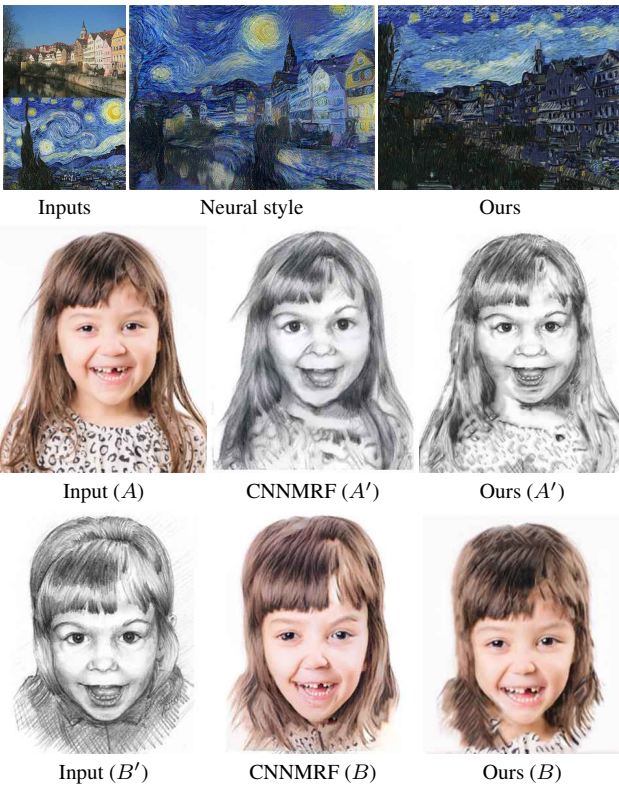 Inputs Neural style Ours
Input (A) CNNMRF (A′) Ours (A′)
Input (B′) CNNMRF (B) Ours (B)